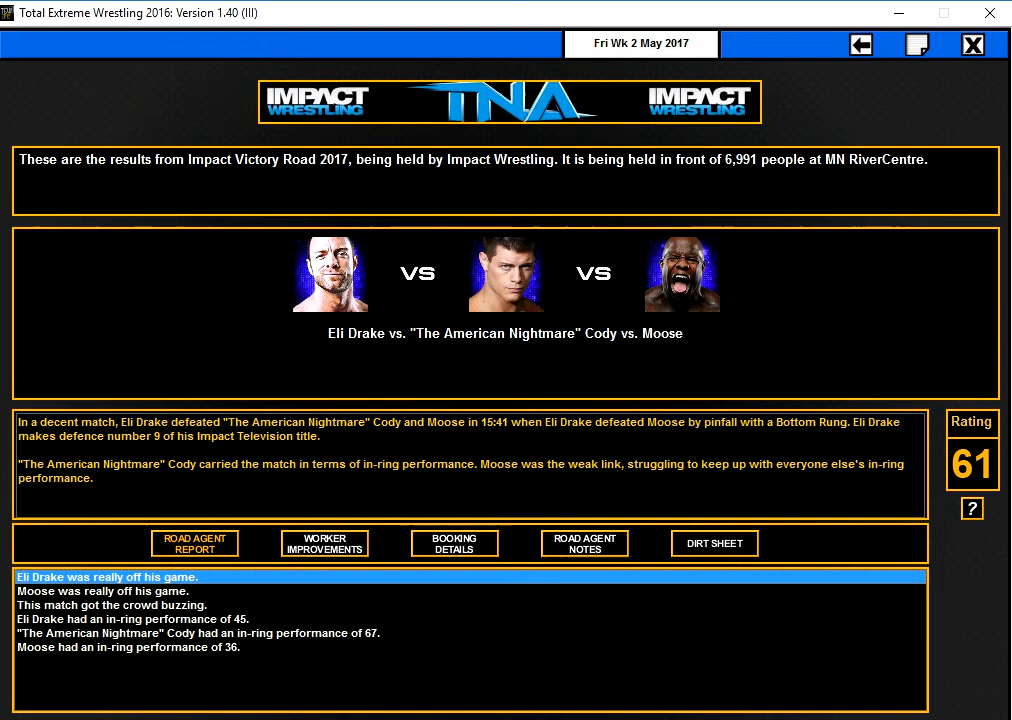 Total Extreme Wrestling 2016: Version 1.40 (III)
Fri Wk 2 May 2017
IMPACT WRESTLING TNA IMPACT WRESTLING
These are the results from Impact Victory Road 2017, being held by Impact Wrestling. It is being held in front of 6,991 people at MN RiverCentre.
VS VS
Eli Drake vs. "The American Nightmare" Cody vs. Moose
In a decent match, Eli Drake defeated "The American Nightmare" Cody and Moose in 15:41 when Eli Drake defeated Moose by pinfall with a Bottom Rung. Eli Drake
makes defence number 9 of his Impact Television title.
"The American Nightmare" Cody carried the match in terms of in-ring performance. Moose was the weak link, struggling to keep up with everyone else's in-ring
performance.
Rating
61
?
ROAD AGENT REPORT
WORKER IMPROVEMENTS
BOOKING DETAILS
ROAD AGENT NOTES
DIRT SHEET
Eli Drake was really off his game.
Moose was really off his game.
This match got the crowd buzzing.
Eli Drake had an in-ring performance of 45.
"The American Nightmare" Cody had an in-ring performance of 67.
Moose had an in-ring performance of 36.